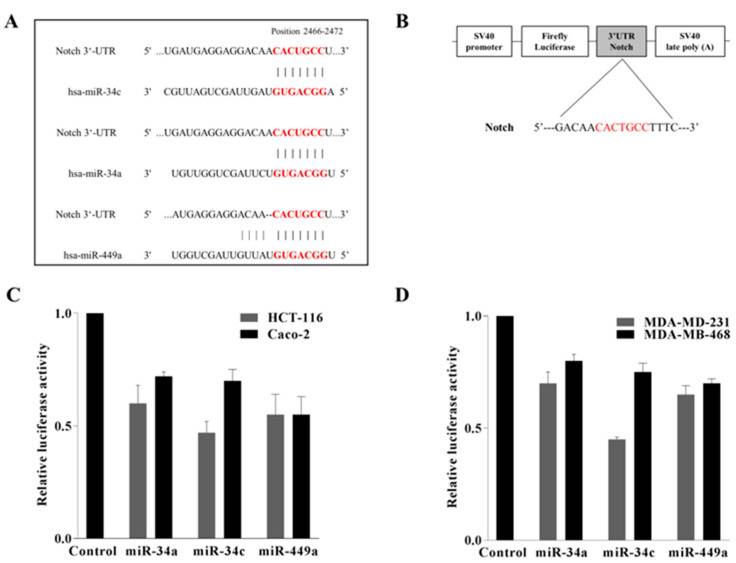 A
Position 2466-2472
Notch 3'-UTR 5' ...UGAUGAGGAGGACAACACUGCCU...3'
hsa-miR-34c 3' CGUUAGUCGAUUGAUGUGACGGA 5'
Notch 3'-UTR 5' ...UGAUGAGGAGGACAACACUGCCU...3'
hsa-miR-34a 3' UGUUGGUCGAUUCUGUGACGGU 5'
Notch 3'-UTR 5' ...AUGAGGAGGACAA--CACUGCCU...3'
hsa-miR-449a 3' UGGUCGAUUGUUAUGUGACGGU 5'
B
SV40
promoter
Firefly
Luciferase
3'UTR
Notch
SV40
late poly (A)
Notch 5'---GACAACACTGCCTTTC---3'
C
Relative luciferase activity
1.0
0.5
0.0
HCT-116
Caco-2
Control miR-34a miR-34c miR-449a
D
Relative luciferase activity
1.0
0.5
0.0
MDA-MD-231
MDA-MB-468
Control miR-34a miR-34c miR-449a